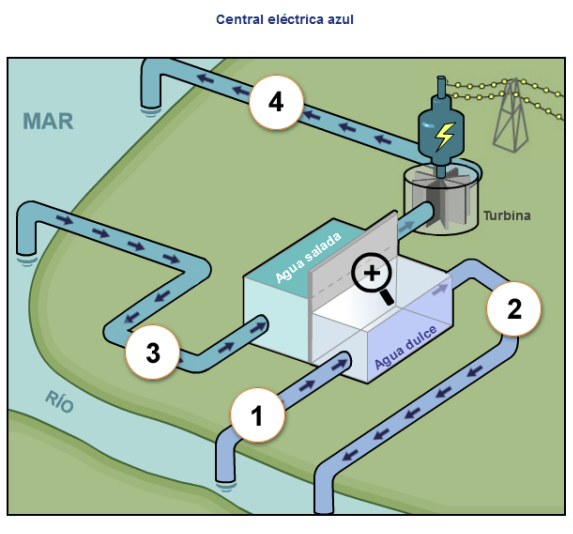 Central eléctrica azul
4
MAR
Turbina
Agua salada
2
3
Agua dulce
RÍO
1